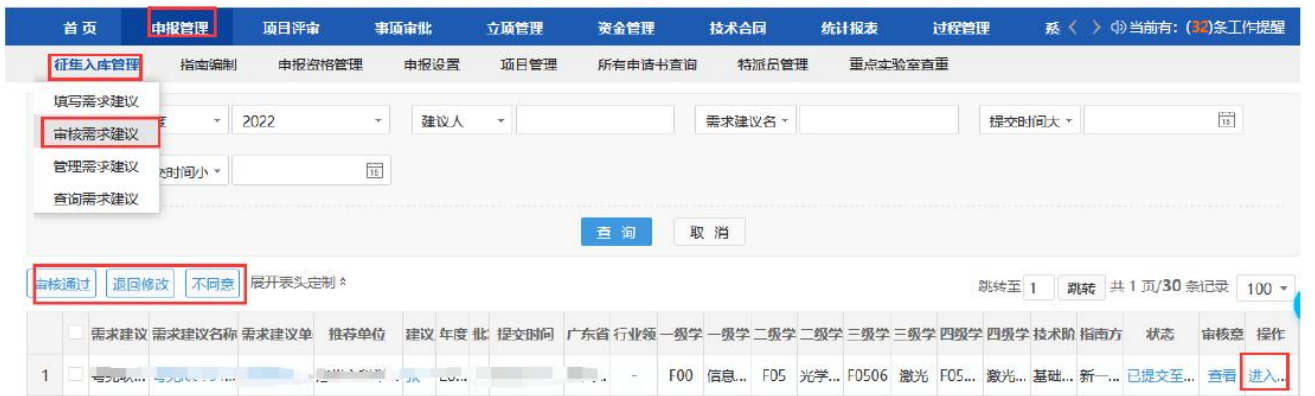 首页 申报管理 项目评审 事项审批 立项管理 资金管理 技术合同 统计报表 过程管理 系 当前有：(32)条工作提醒
征集入库管理 指南编制 申报资格管理 申报设置 项目管理 所有申请书查询 特派员管理 重点实验室查重
填写需求建议
审核需求建议 度 2022 建议人 需求建议名 提交时间大
管理需求建议 交时间小
查询需求建议
查 询 取 消
审核通过 退回修改 不同意 展开表头定制 跳转至 1 跳转 共 1 页/30 条记录 100
需求建议 需求建议名称 需求建议单 推荐单位 建议 年度 批 提交时间 广东省 行业领 一级学 一级学 二级学 二级学 三级学 三级学 四级学 四级学 技术阶 指南方 状态 审核意 操作
1 - F00 信息... F05 光学... F0506 激光 F05... 激光... 基础... 新一... 已提交至... 查看 进入...